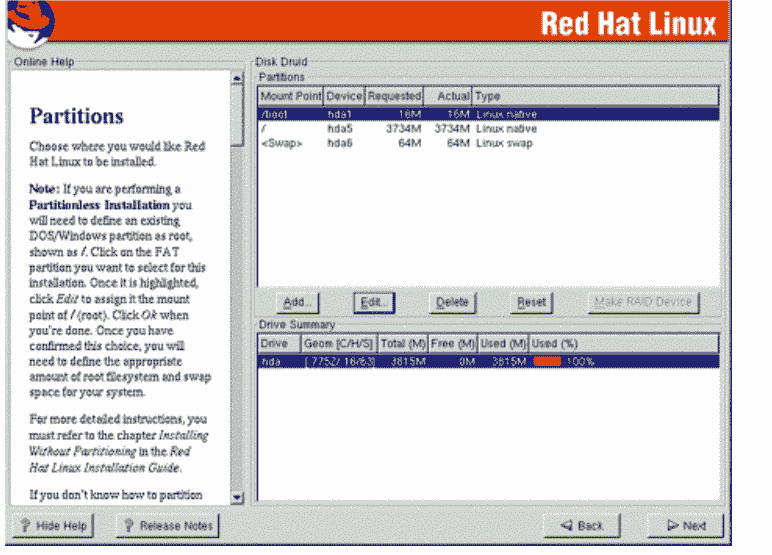 Red Hat Linux
Online Help
Partitions
Choose where you would like Red
Hat Linux to be installed.
Note: If you are performing a
Partitionless Installation you
will need to define an existing
DOS/Windows partition as root,
shown as /. Click on the FAT
partition you want to select for this
installation. Once it is highlighted,
click Edit to assign it the mount
point of / (root). Click Ok when
you're done. Once you have
confirmed this choice, you will
need to define the appropriate
amount of root filesystem and swap
space for your system.
For more detailed instructions, you
must refer to the chapter Installing
Without Partitioning in the Red
Hat Linux Installation Guide.
If you don't know how to partition
Disk Druid
Partitions
Mount Point Device Requested Actual Type
/boot hda1 16M 16M Linux native
/ hda5 3734M 3734M Linux native
<Swap> hda6 64M 64M Linux swap
Add... Edit... Delete Reset Make RAID Device
Drive Summary
Drive Geom [C/H/S] Total (M) Free (M) Used (M) Used (%)
hda [ 7752/ 16/63] 3815M 0M 3815M 100%
Hide Help Release Notes Back Next